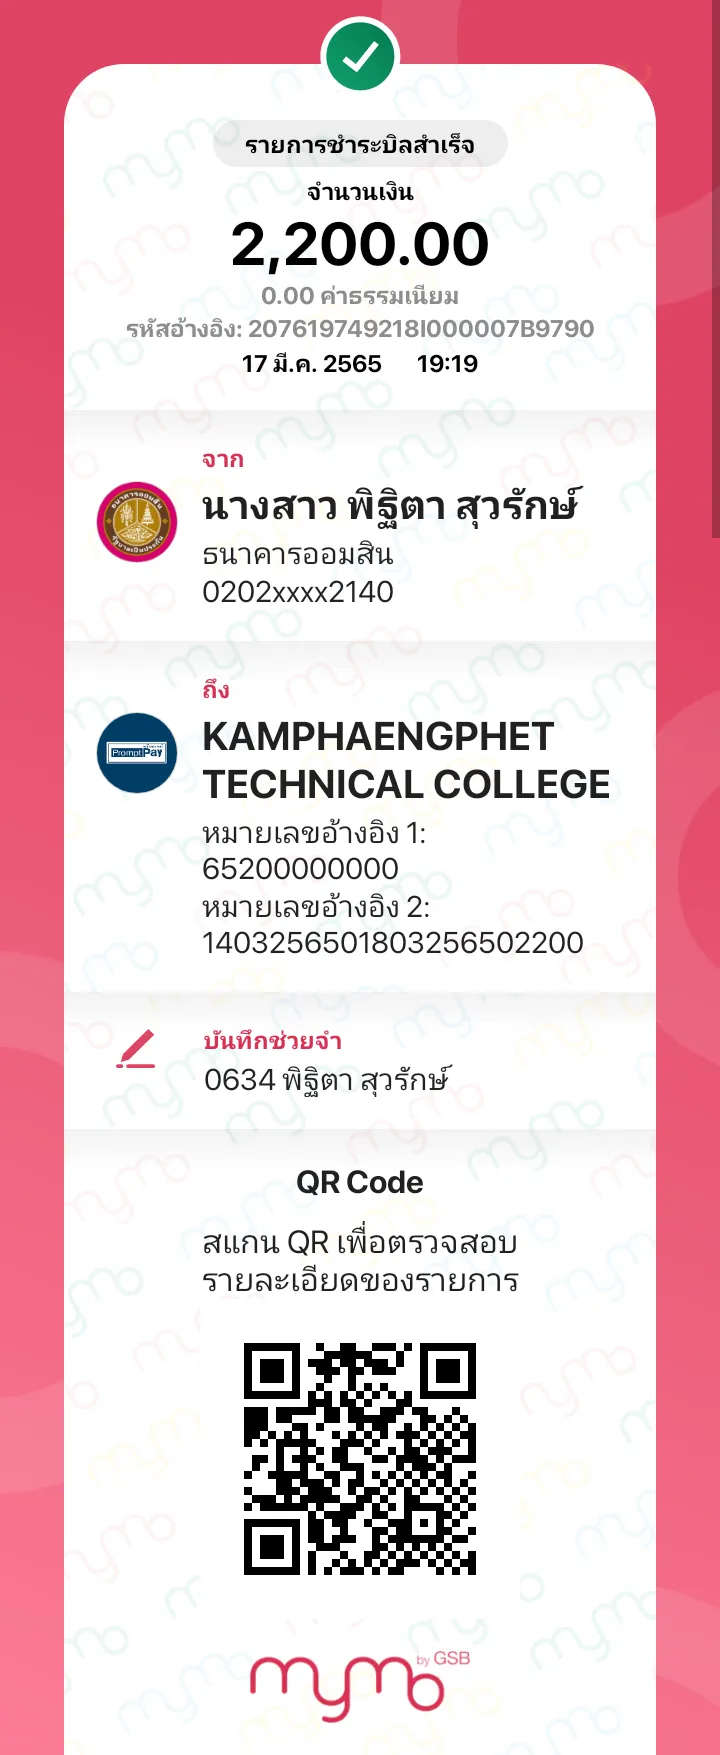 รายการชำระบิลสำเร็จ
จำนวนเงิน
2,200.00
0.00 ค่าธรรมเนียม
รหัสอ้างอิง: 207619749218I000007B9790
17 มี.ค. 2565 19:19
จาก
นางสาว พิฐิตา สุวรักษ์
ธนาคารออมสิน
0202xxxx2140
ถึง
PromptPay
KAMPHAENGPHET
TECHNICAL COLLEGE
หมายเลขอ้างอิง 1:
65200000000
หมายเลขอ้างอิง 2:
1403256501803256502200
บันทึกช่วยจำ
0634 พิฐิตา สุวรักษ์
QR Code
สแกน QR เพื่อตรวจสอบ
รายละเอียดของรายการ
mymo by GSB